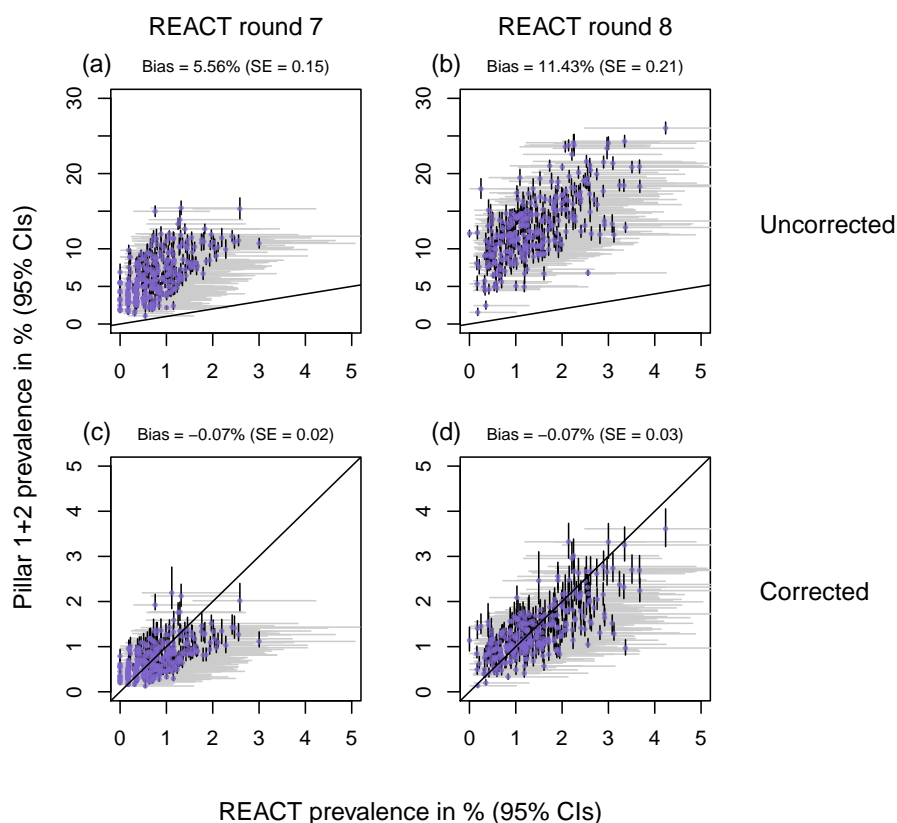 REACT round 7
REACT round 8
(a) Bias = 5.56% (SE = 0.15)
(b) Bias = 11.43% (SE = 0.21)
30
20
10
5
0
0 1 2 3 4 5
30
20
10
5
0
0 1 2 3 4 5
Uncorrected
Pillar 1+2 prevalence in % (95% CIs)
(c) Bias = −0.07% (SE = 0.02)
(d) Bias = −0.07% (SE = 0.03)
5
4
3
2
1
0
0 1 2 3 4 5
5
4
3
2
1
0
0 1 2 3 4 5
Corrected
REACT prevalence in % (95% CIs)